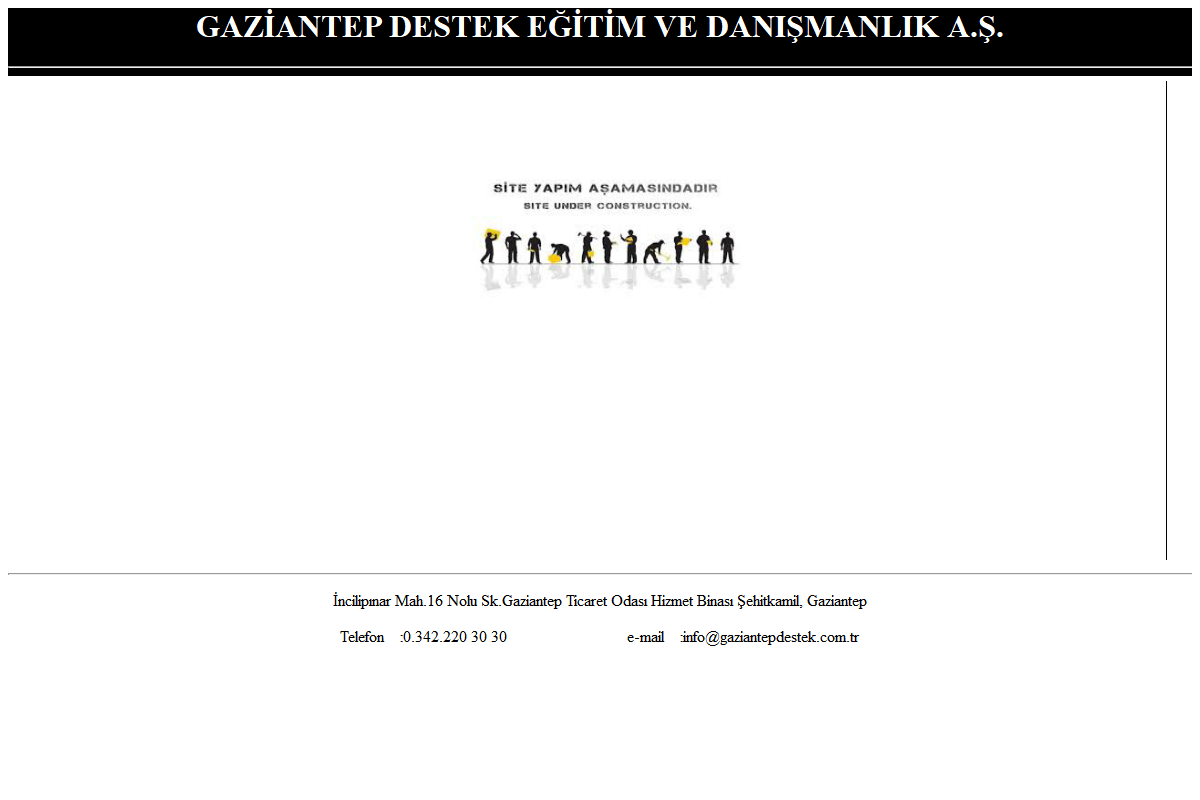 GAZİANTEP DESTEK EĞİTİM VE DANIŞMANLIK A.Ş.
SİTE YAPIM AŞAMASINDADIR
SITE UNDER CONSTRUCTION.
İncilipınar Mah.16 Nolu Sk.Gaziantep Ticaret Odası Hizmet Binası Şehitkamil, Gaziantep
Telefon :0.342.220 30 30 e-mail :info@gaziantepdestek.com.tr